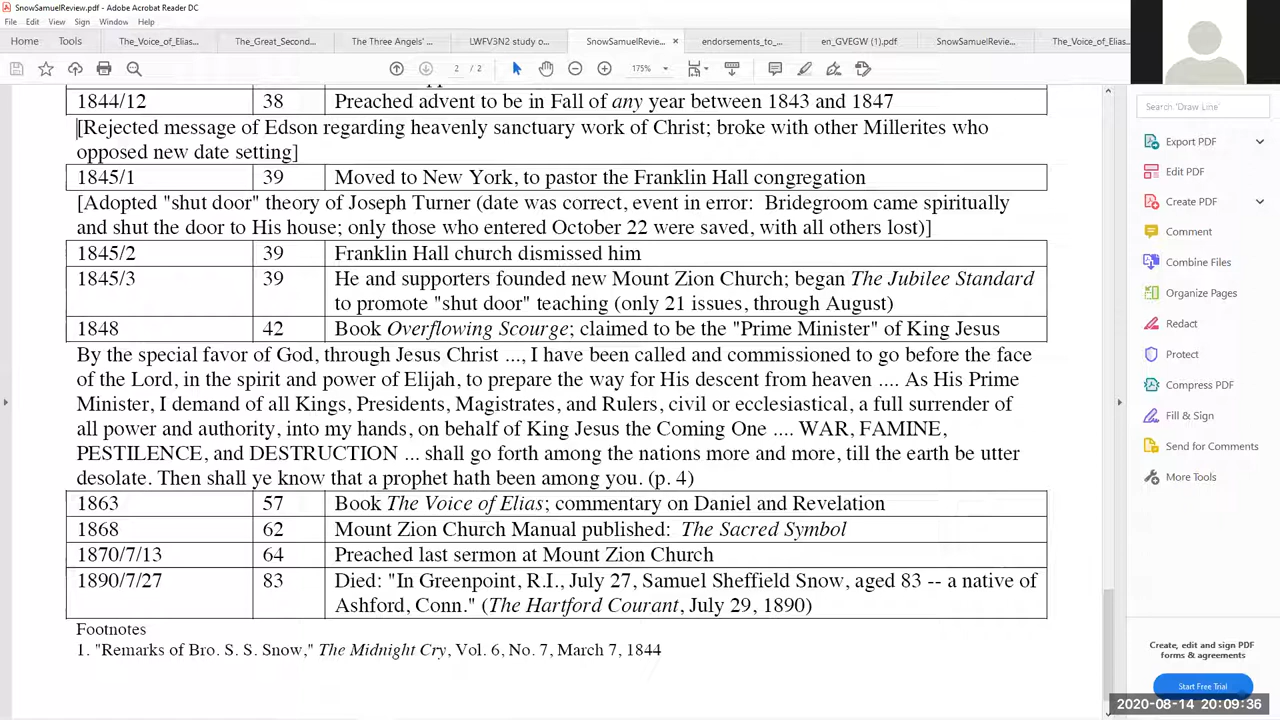 SnowSamuelReview.pdf - Adobe Acrobat Reader DC
File Edit View Sign Window Help
Home Tools The_Voice_of_Elias... The_Great_Second... The Three Angels' ... LWFV3N2 study o... SnowSamuelRevie... × endorsements_to_... en_GVEGW (1).pdf SnowSamuelRevie... The_Voice_of_Elias...
2 / 2 175%
1844/12 38 Preached advent to be in Fall of any year between 1843 and 1847
[Rejected message of Edson regarding heavenly sanctuary work of Christ; broke with other Millerites who
opposed new date setting]
1845/1 39 Moved to New York, to pastor the Franklin Hall congregation
[Adopted "shut door" theory of Joseph Turner (date was correct, event in error: Bridegroom came spiritually
and shut the door to His house; only those who entered October 22 were saved, with all others lost)]
1845/2 39 Franklin Hall church dismissed him
1845/3 39 He and supporters founded new Mount Zion Church; began The Jubilee Standard
to promote "shut door" teaching (only 21 issues, through August)
1848 42 Book Overflowing Scourge; claimed to be the "Prime Minister" of King Jesus
By the special favor of God, through Jesus Christ ..., I have been called and commissioned to go before the face
of the Lord, in the spirit and power of Elijah, to prepare the way for His descent from heaven .... As His Prime
Minister, I demand of all Kings, Presidents, Magistrates, and Rulers, civil or ecclesiastical, a full surrender of
all power and authority, into my hands, on behalf of King Jesus the Coming One .... WAR, FAMINE,
PESTILENCE, and DESTRUCTION ... shall go forth among the nations more and more, till the earth be utter
desolate. Then shall ye know that a prophet hath been among you. (p. 4)
1863 57 Book The Voice of Elias; commentary on Daniel and Revelation
1868 62 Mount Zion Church Manual published: The Sacred Symbol
1870/7/13 64 Preached last sermon at Mount Zion Church
1890/7/27 83 Died: "In Greenpoint, R.I., July 27, Samuel Sheffield Snow, aged 83 -- a native of
Ashford, Conn." (The Hartford Courant, July 29, 1890)
Footnotes
1. "Remarks of Bro. S. S. Snow," The Midnight Cry, Vol. 6, No. 7, March 7, 1844
Search 'Draw Line'
Export PDF
Edit PDF
Create PDF
Comment
Combine Files
Organize Pages
Redact
Protect
Compress PDF
Fill & Sign
Send for Comments
More Tools
Create, edit and sign PDF
forms & agreements
Start Free Trial
2020-08-14 20:09:36